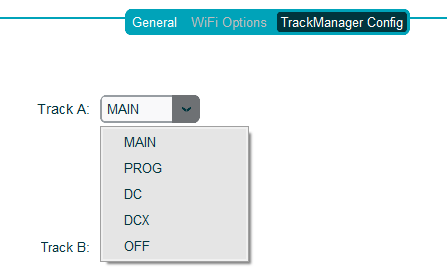 General WiFi Options TrackManager Config
Track A: MAIN
MAIN
PROG
DC
DCX
OFF
Track B: